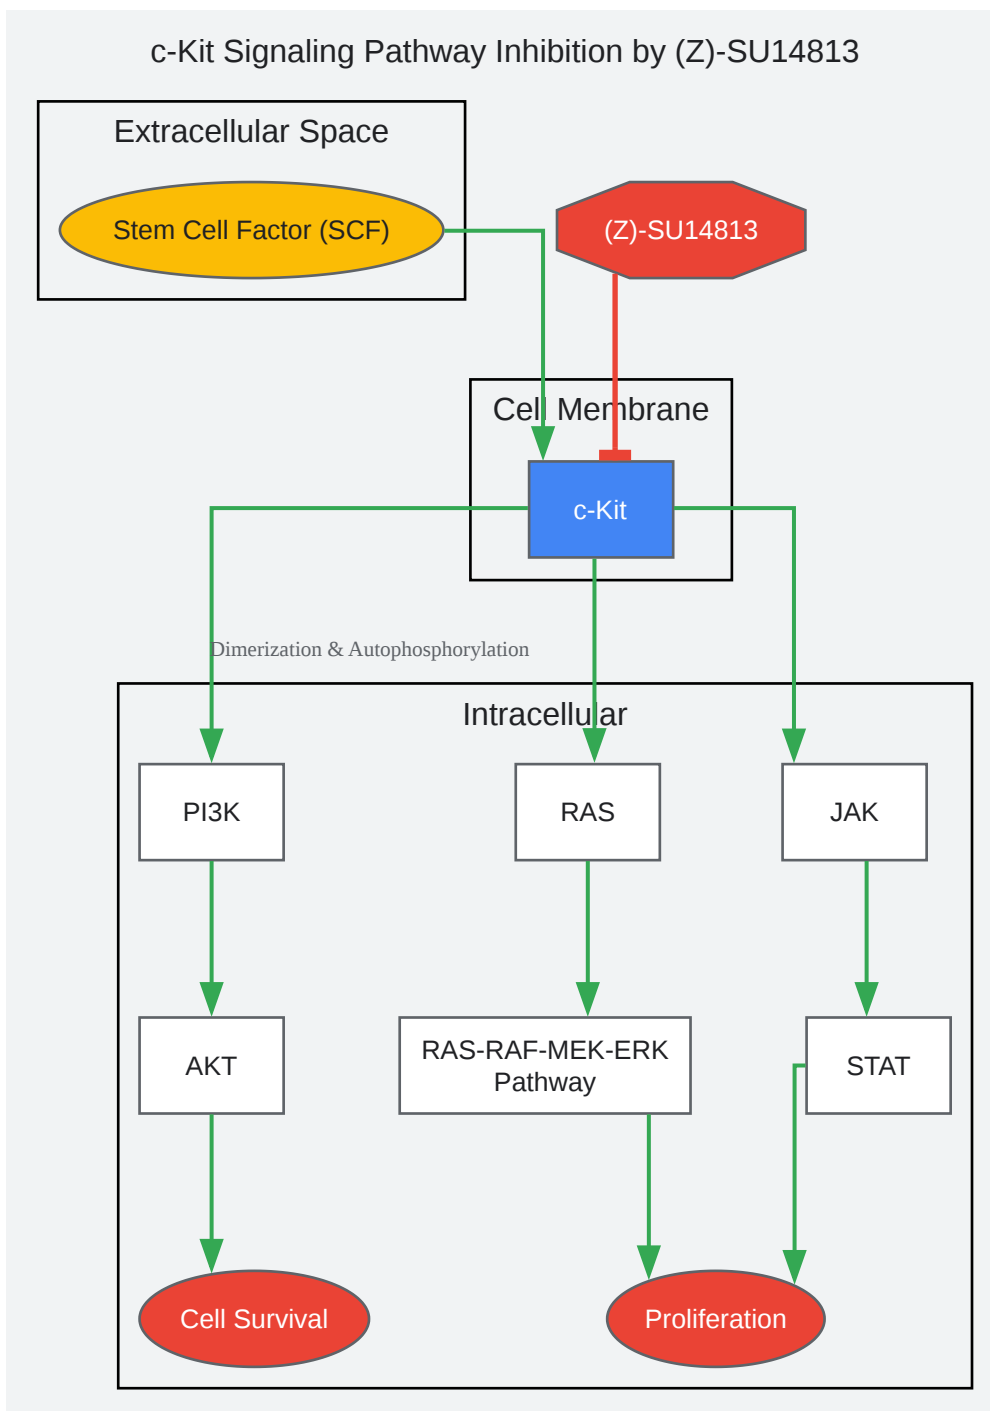 c-Kit Signaling Pathway Inhibition by (Z)-SU14813
Extracellular Space
Stem Cell Factor (SCF)
(Z)-SU14813
Cell Membrane
c-Kit
Dimerization & Autophosphorylation
Intracellular
PI3K
RAS
JAK
AKT
RAS-RAF-MEK-ERK
Pathway
STAT
Cell Survival
Proliferation